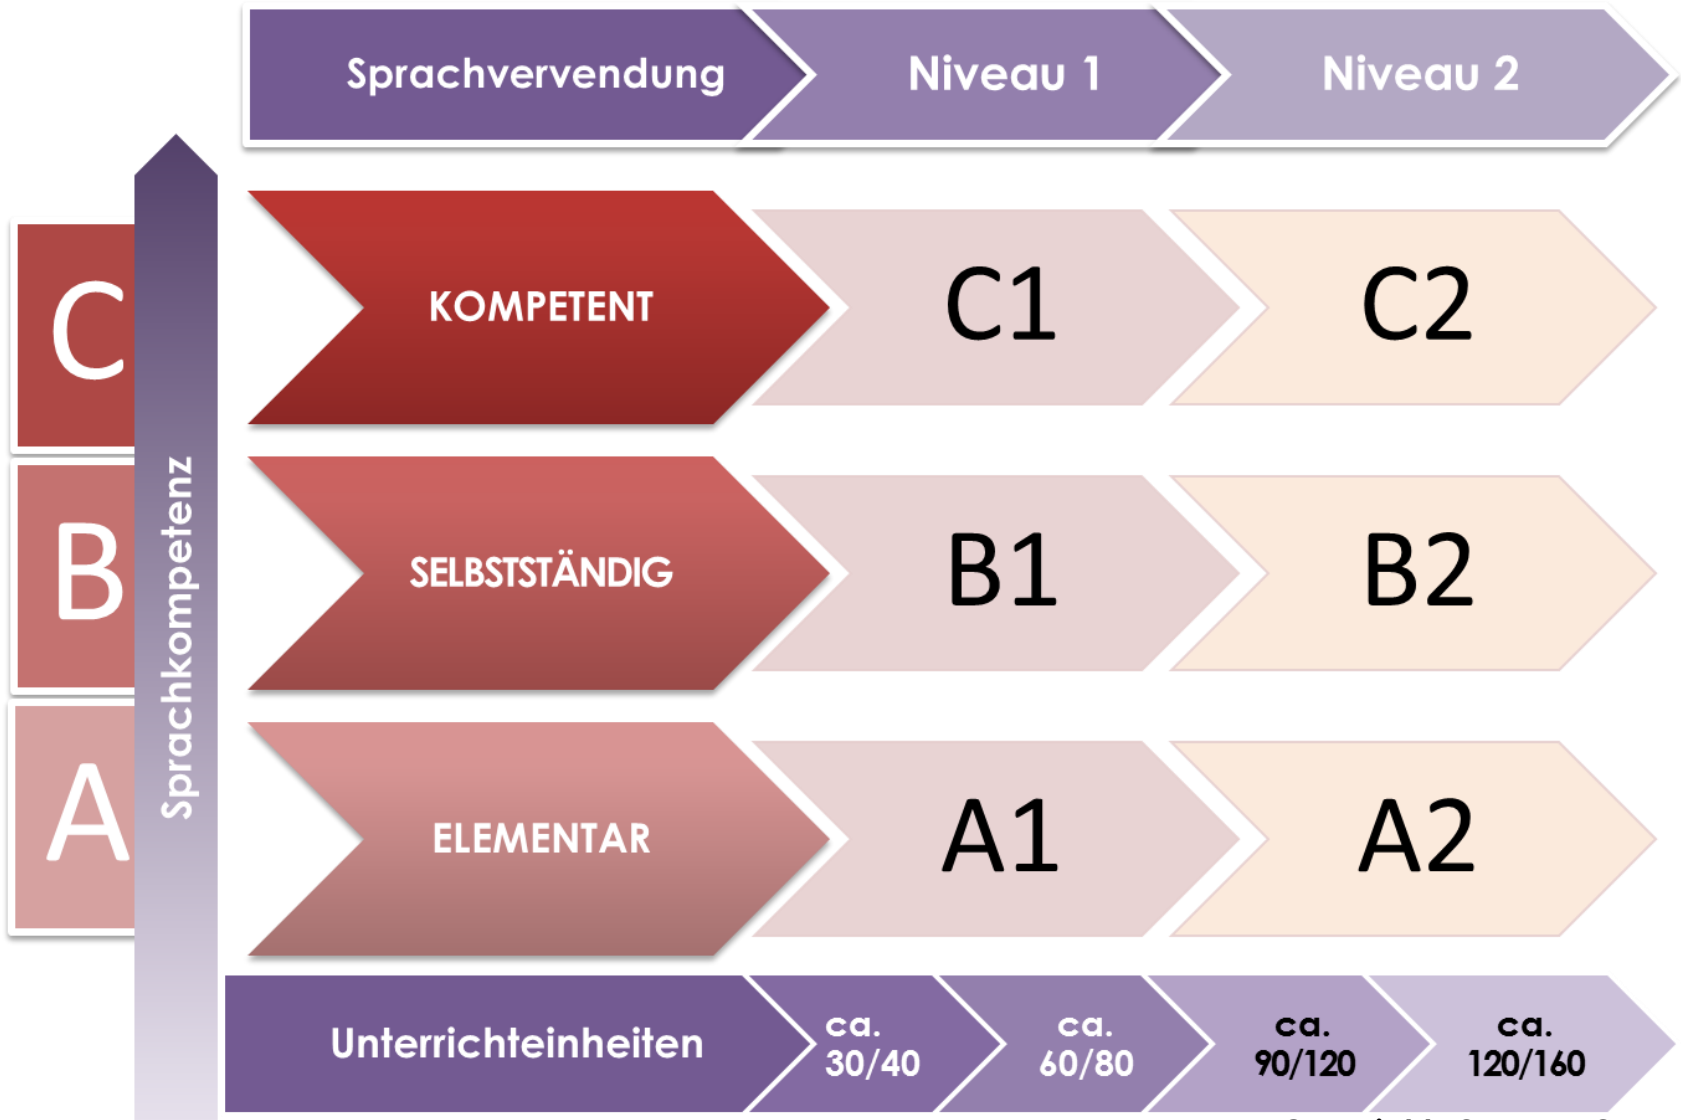 Sprachvervendung
Niveau 1
Niveau 2
C
KOMPETENT
C1
C2
B
SELBSTSTÄNDIG
B1
B2
A
ELEMENTAR
A1
A2
Sprachkompetenz
Unterrichteinheiten
ca.
30/40
ca.
60/80
ca.
90/120
ca.
120/160